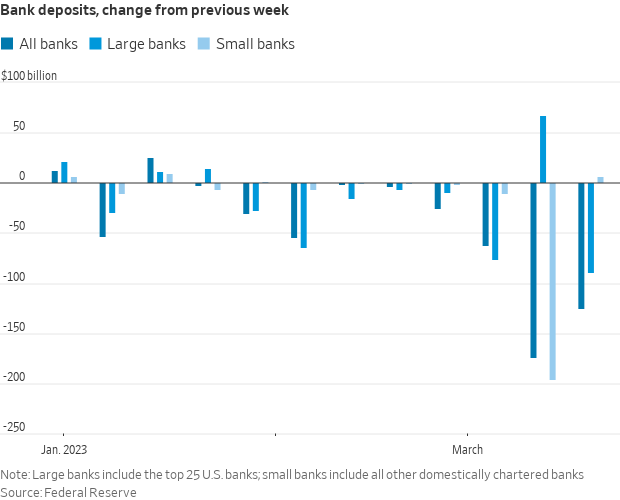 Bank deposits, change from previous week
All banks Large banks Small banks
$100 billion
50
0
-50
-100
-150
-200
-250
Jan. 2023 March
Note: Large banks include the top 25 U.S. banks; small banks include all other domestically chartered banks
Source: Federal Reserve